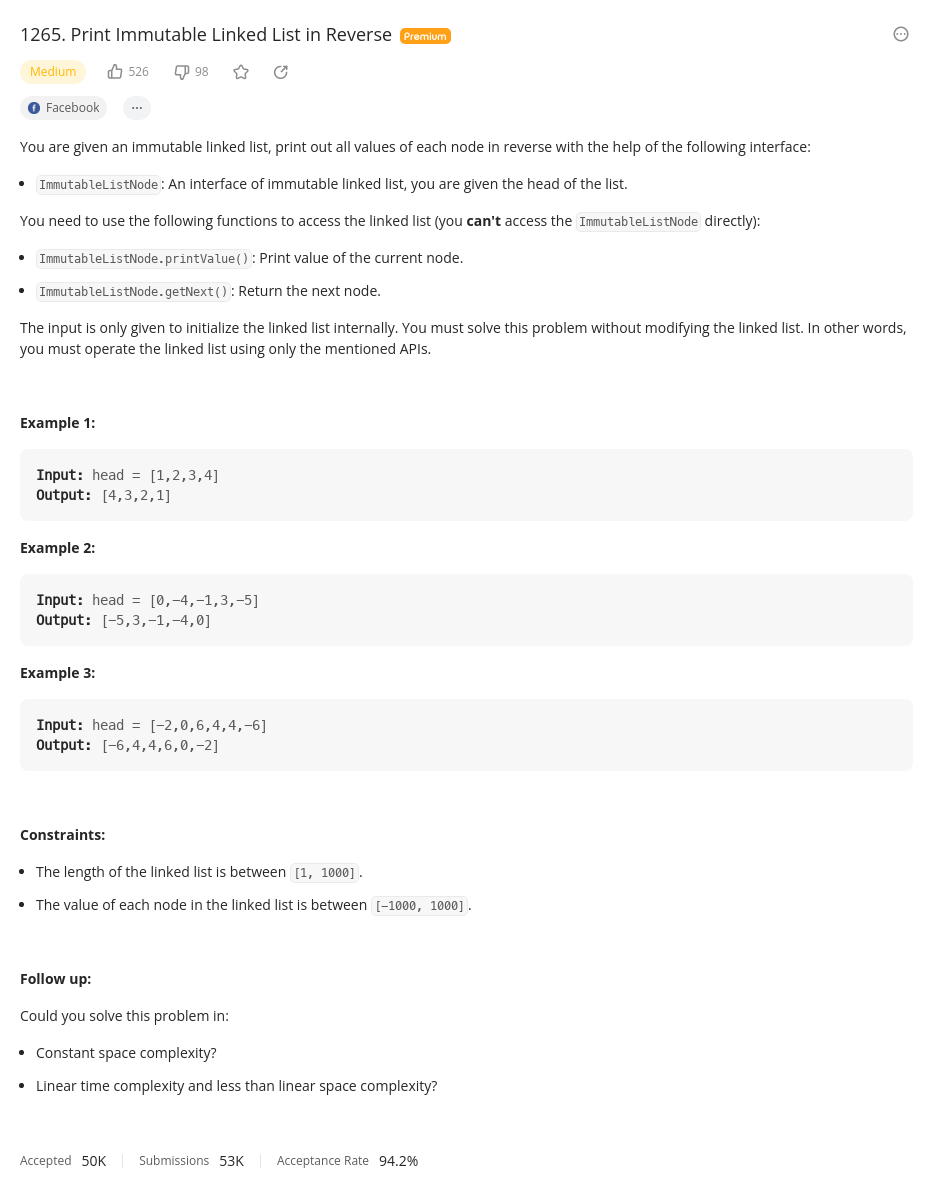 1265. Print Immutable Linked List in Reverse Premium
Medium 526 98
Facebook ...
You are given an immutable linked list, print out all values of each node in reverse with the help of the following interface:
• ImmutableListNode: An interface of immutable linked list, you are given the head of the list.
You need to use the following functions to access the linked list (you can't access the ImmutableListNode directly):
• ImmutableListNode.printValue(): Print value of the current node.
• ImmutableListNode.getNext(): Return the next node.
The input is only given to initialize the linked list internally. You must solve this problem without modifying the linked list. In other words,
you must operate the linked list using only the mentioned APIs.
Example 1:
Input: head = [1,2,3,4]
Output: [4,3,2,1]
Example 2:
Input: head = [0,-4,-1,3,-5]
Output: [-5,3,-1,-4,0]
Example 3:
Input: head = [-2,0,6,4,4,-6]
Output: [-6,4,4,6,0,-2]
Constraints:
• The length of the linked list is between [1, 1000].
• The value of each node in the linked list is between [-1000, 1000].
Follow up:
Could you solve this problem in:
• Constant space complexity?
• Linear time complexity and less than linear space complexity?
Accepted 50K Submissions 53K Acceptance Rate 94.2%